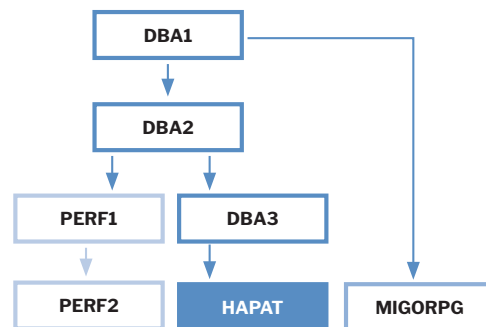 DBA1
DBA2
PERF1
DBA3
PERF2
HAPAT
MIGORPG